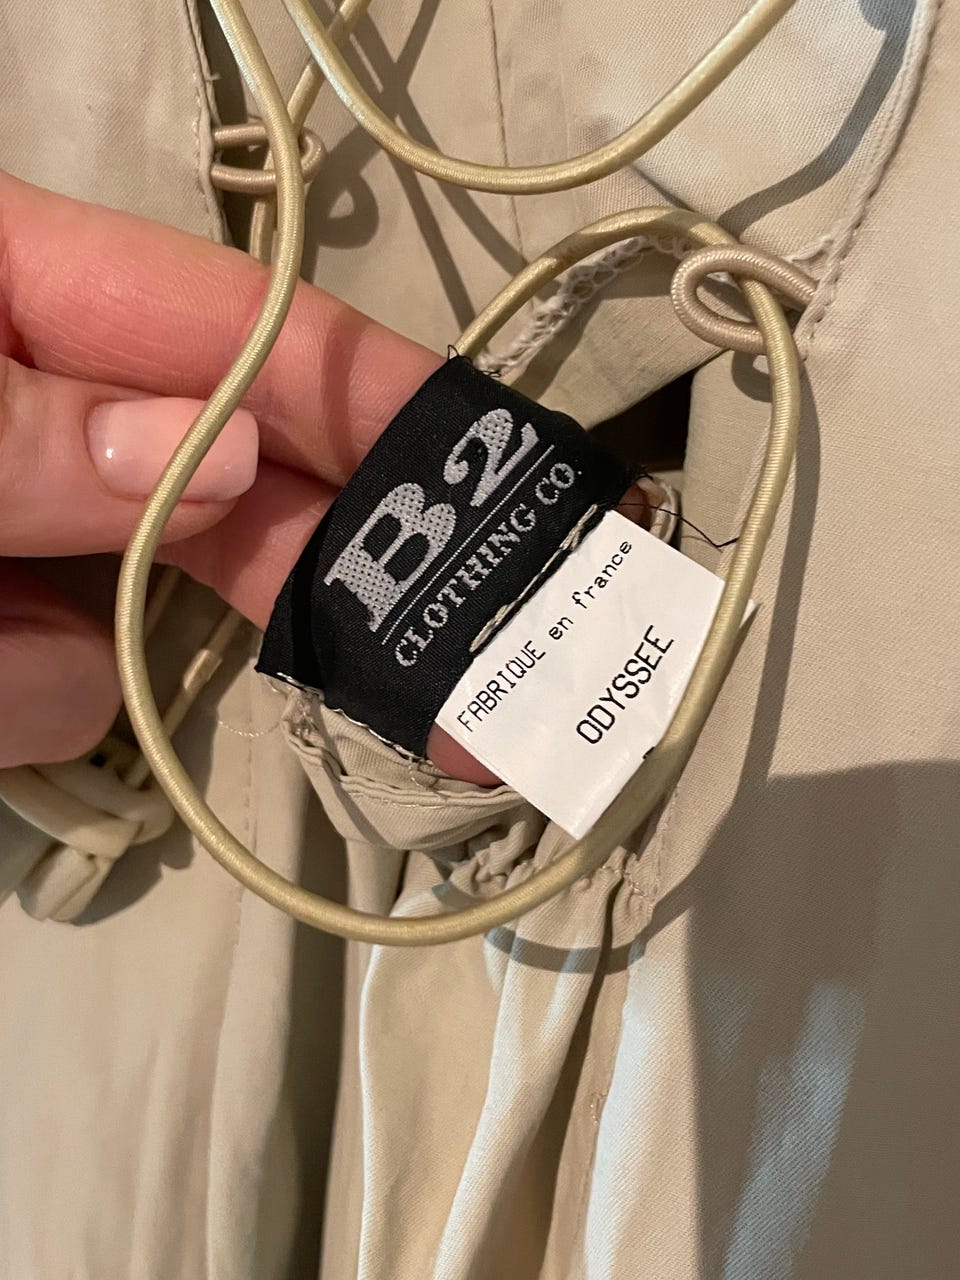 B2
CLOTHING CO.
FABRIQUE en france
ODYSSEE